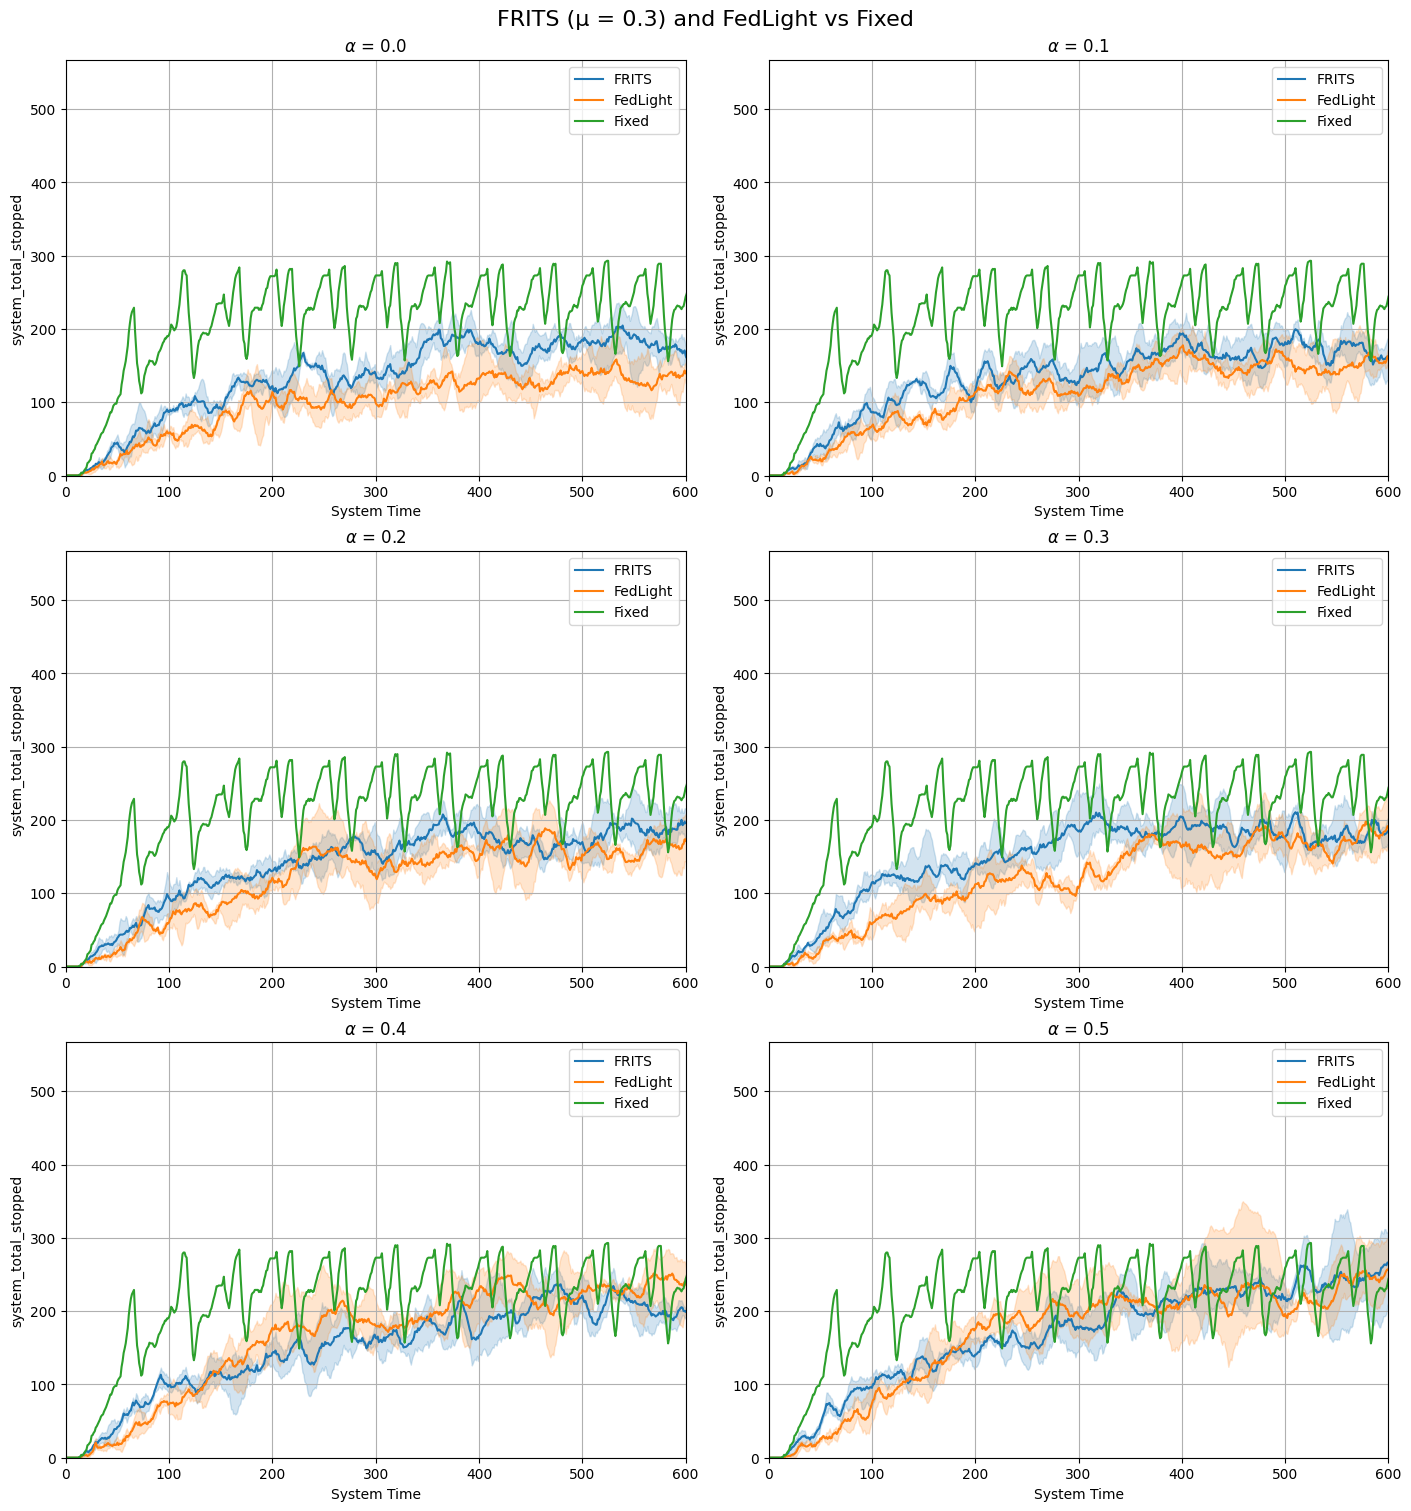 FRITS (μ = 0.3) and FedLight vs Fixed
α = 0.0
FRITS
FedLight
Fixed
500
400
300
200
100
0
system_total_stopped
0 100 200 300 400 500 600
System Time
α = 0.1
FRITS
FedLight
Fixed
500
400
300
200
100
0
system_total_stopped
0 100 200 300 400 500 600
System Time
α = 0.2
FRITS
FedLight
Fixed
500
400
300
200
100
0
system_total_stopped
0 100 200 300 400 500 600
System Time
α = 0.3
FRITS
FedLight
Fixed
500
400
300
200
100
0
system_total_stopped
0 100 200 300 400 500 600
System Time
α = 0.4
FRITS
FedLight
Fixed
500
400
300
200
100
0
system_total_stopped
0 100 200 300 400 500 600
System Time
α = 0.5
FRITS
FedLight
Fixed
500
400
300
200
100
0
system_total_stopped
0 100 200 300 400 500 600
System Time